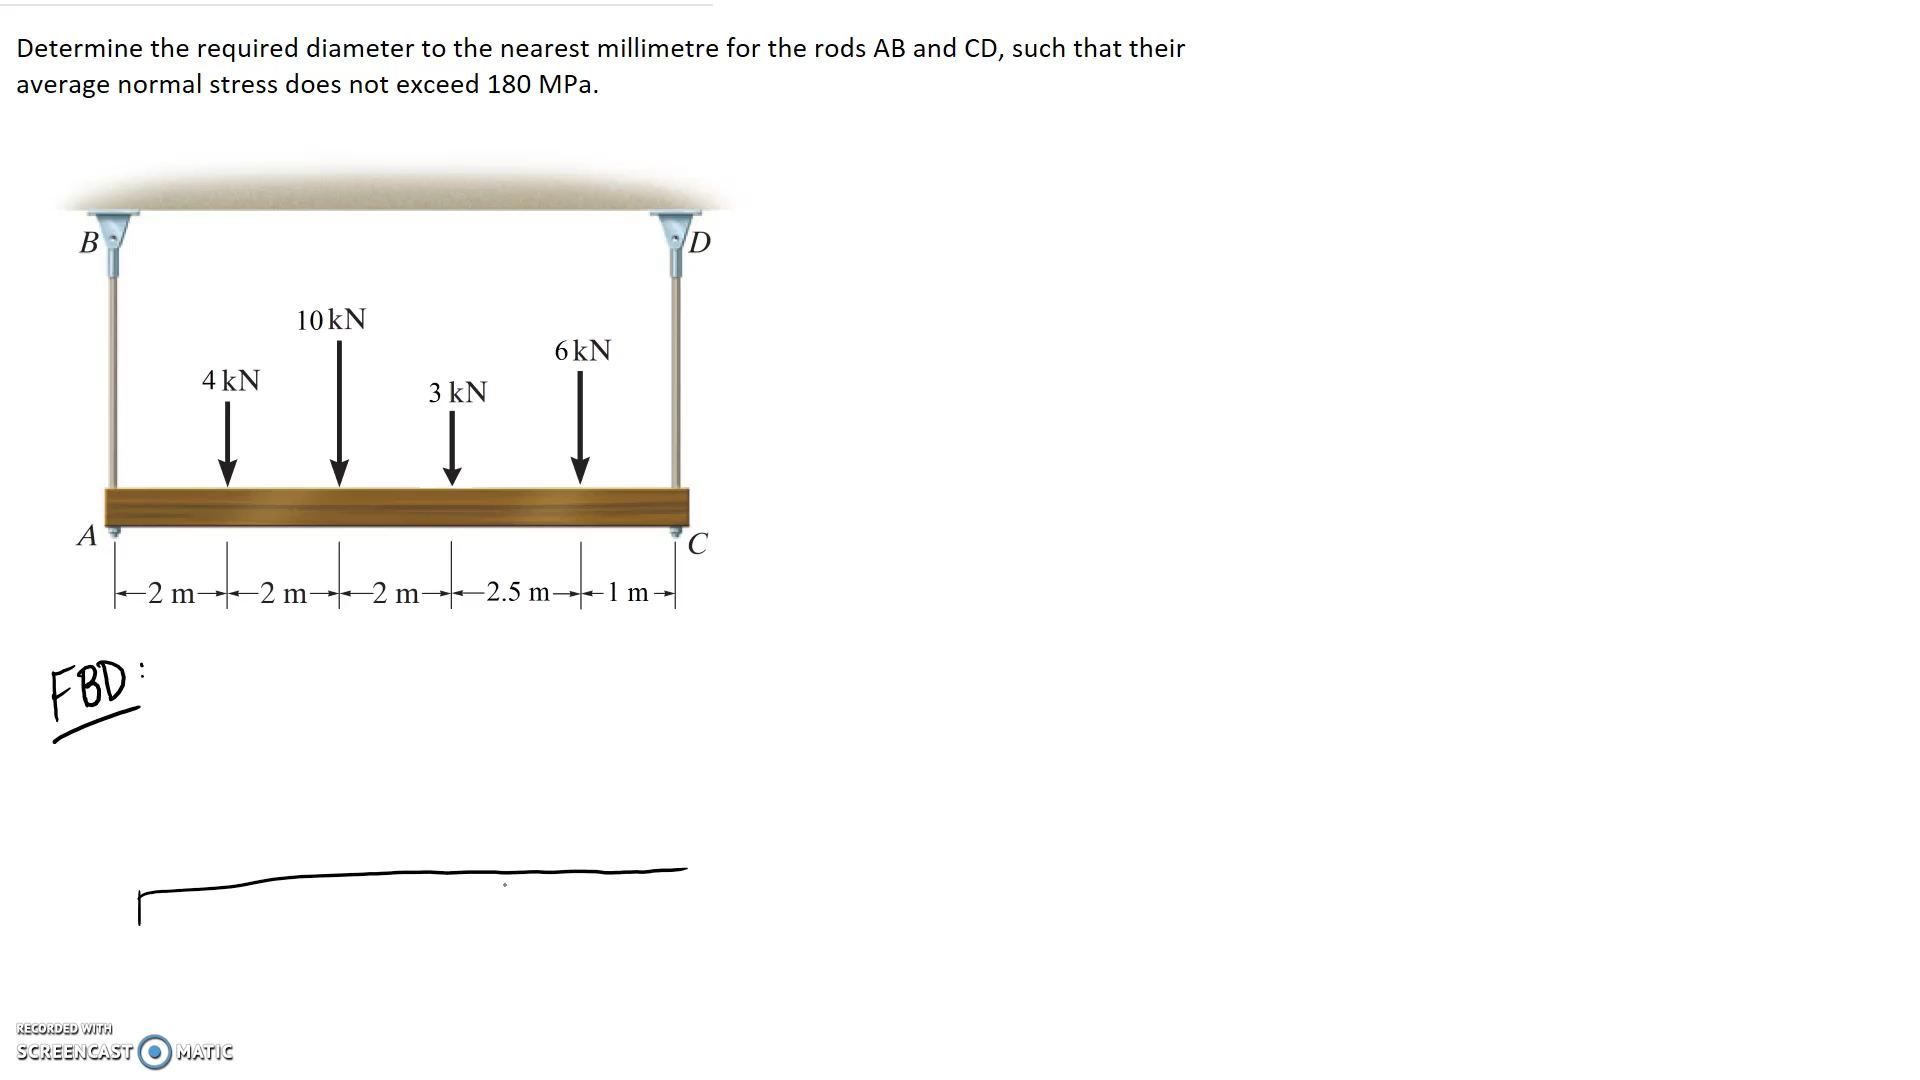 Determine the required diameter to the nearest millimetre for the rods AB and CD, such that their
average normal stress does not exceed 180 MPa.
B
D
10 kN
6 kN
4 kN
3 kN
A
C
2 m 2 m 2 m 2.5 m 1 m
FBD:
RECORDED WITH
SCREENCAST MATIC